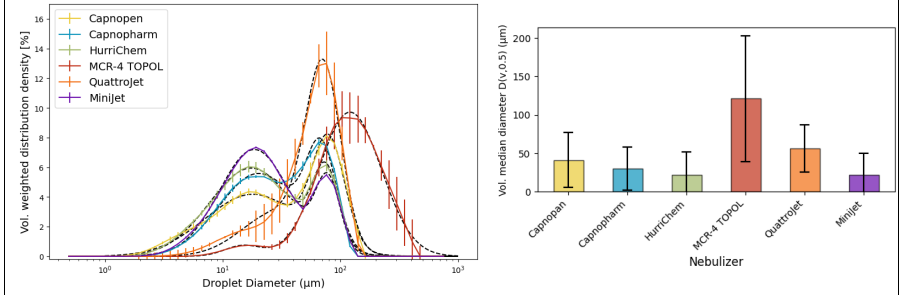 Vol. weighted distribution density [%]
16
14
12
10
8
6
4
2
0
Capnopen
Capnopharm
HurriChem
MCR-4 TOPOL
QuattroJet
MiniJet
10⁰
10¹
10²
10³
Droplet Diameter (μm)
Vol. median diameter D(v,0.5) (μm)
200
150
100
50
0
Capnopan
Capnopharm
HurriChem
MCR-4 TOPOL
QuattroJet
MiniJet
Nebulizer